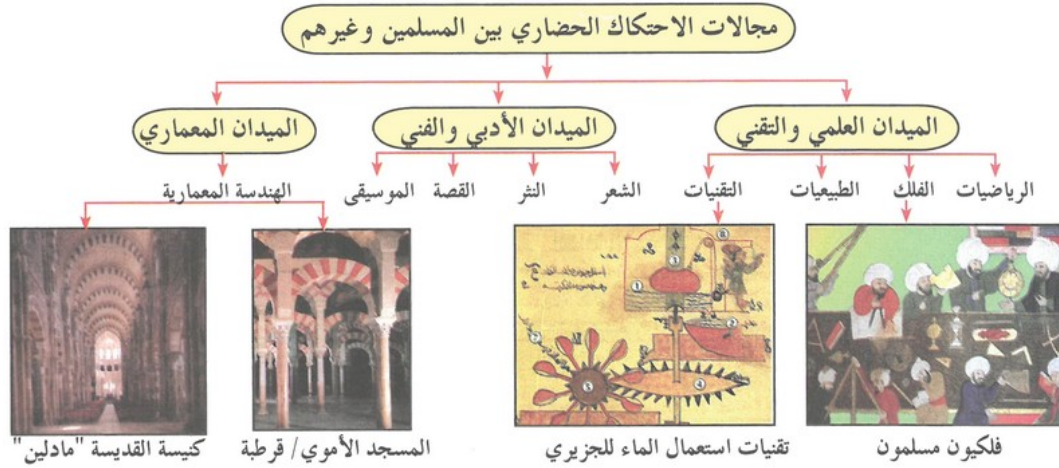 مجالات الاحتكاك الحضاري بين المسلمين وغيرهم
الميدان العلمي والتقني
الميدان الأدبي والفني
الميدان المعماري
الرياضيات
الفلك
الطبيعيات
التقنيات
الشعر
النثر
القصة
الموسيقى
الهندسة المعمارية
فلكيون مسلمون
تقنيات استعمال الماء للجزيري
المسجد الأموي/ قرطبة
كنيسة القديسة "مادلين"